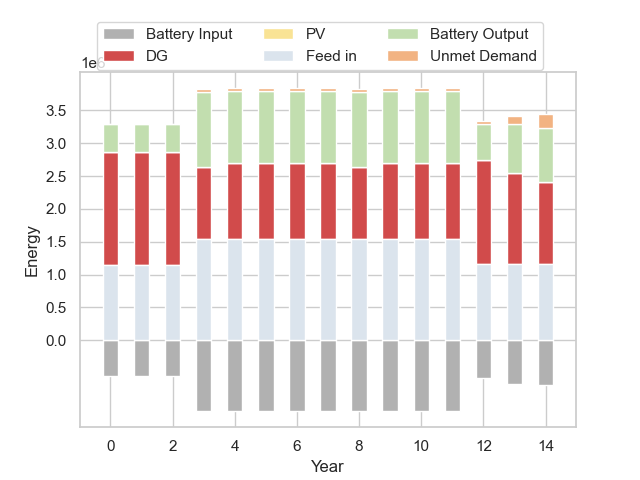 Battery Input PV Battery Output
DG Feed in Unmet Demand
1e6
3.5
3.0
2.5
2.0
1.5
1.0
0.5
0.0
Energy
0 2 4 6 8 10 12 14
Year